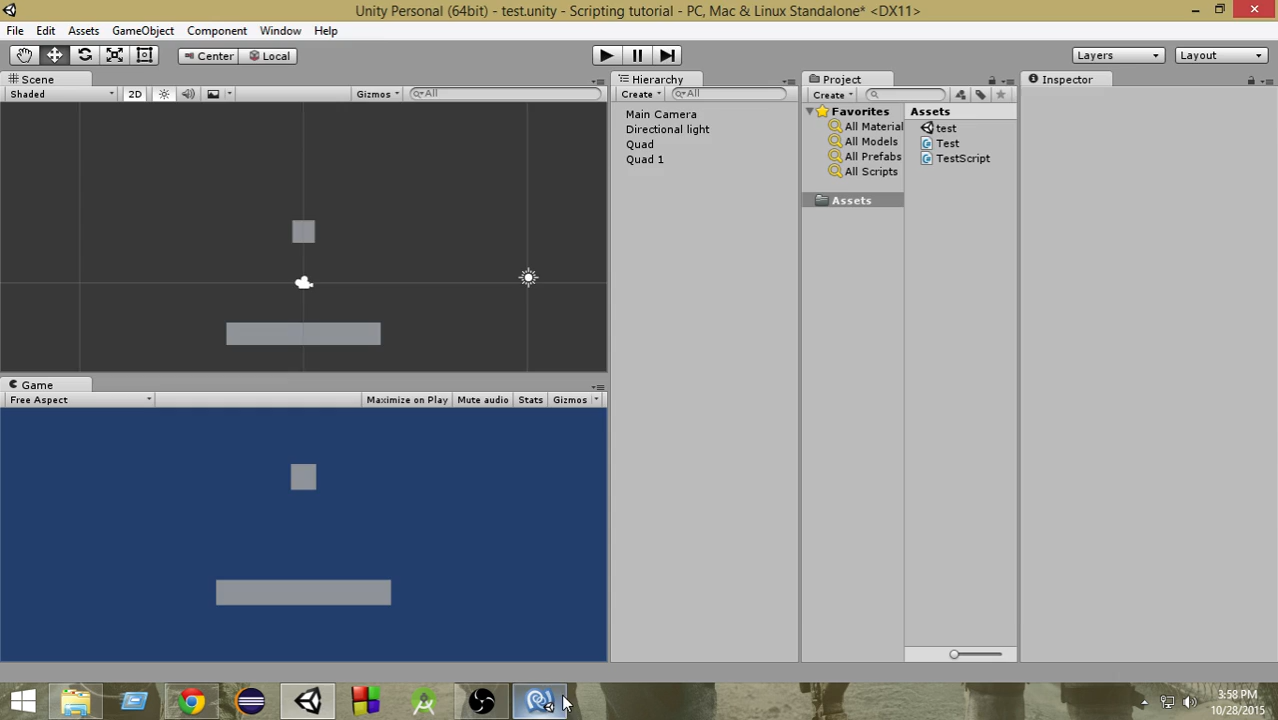 Unity Personal (64bit) - test.unity - Scripting tutorial - PC, Mac & Linux Standalone* <DX11>
File Edit Assets GameObject Component Window Help
Center Local Layers Layout
Scene Hierarchy Project Inspector
Shaded 2D Gizmos All Create All Create
Main Camera
Directional light
Quad
Quad 1
Favorites
All Material
All Models
All Prefabs
All Scripts
Assets
Assets
test
Test
TestScript
Game
Free Aspect Maximize on Play Mute audio Stats Gizmos
3:58 PM
10/28/2015